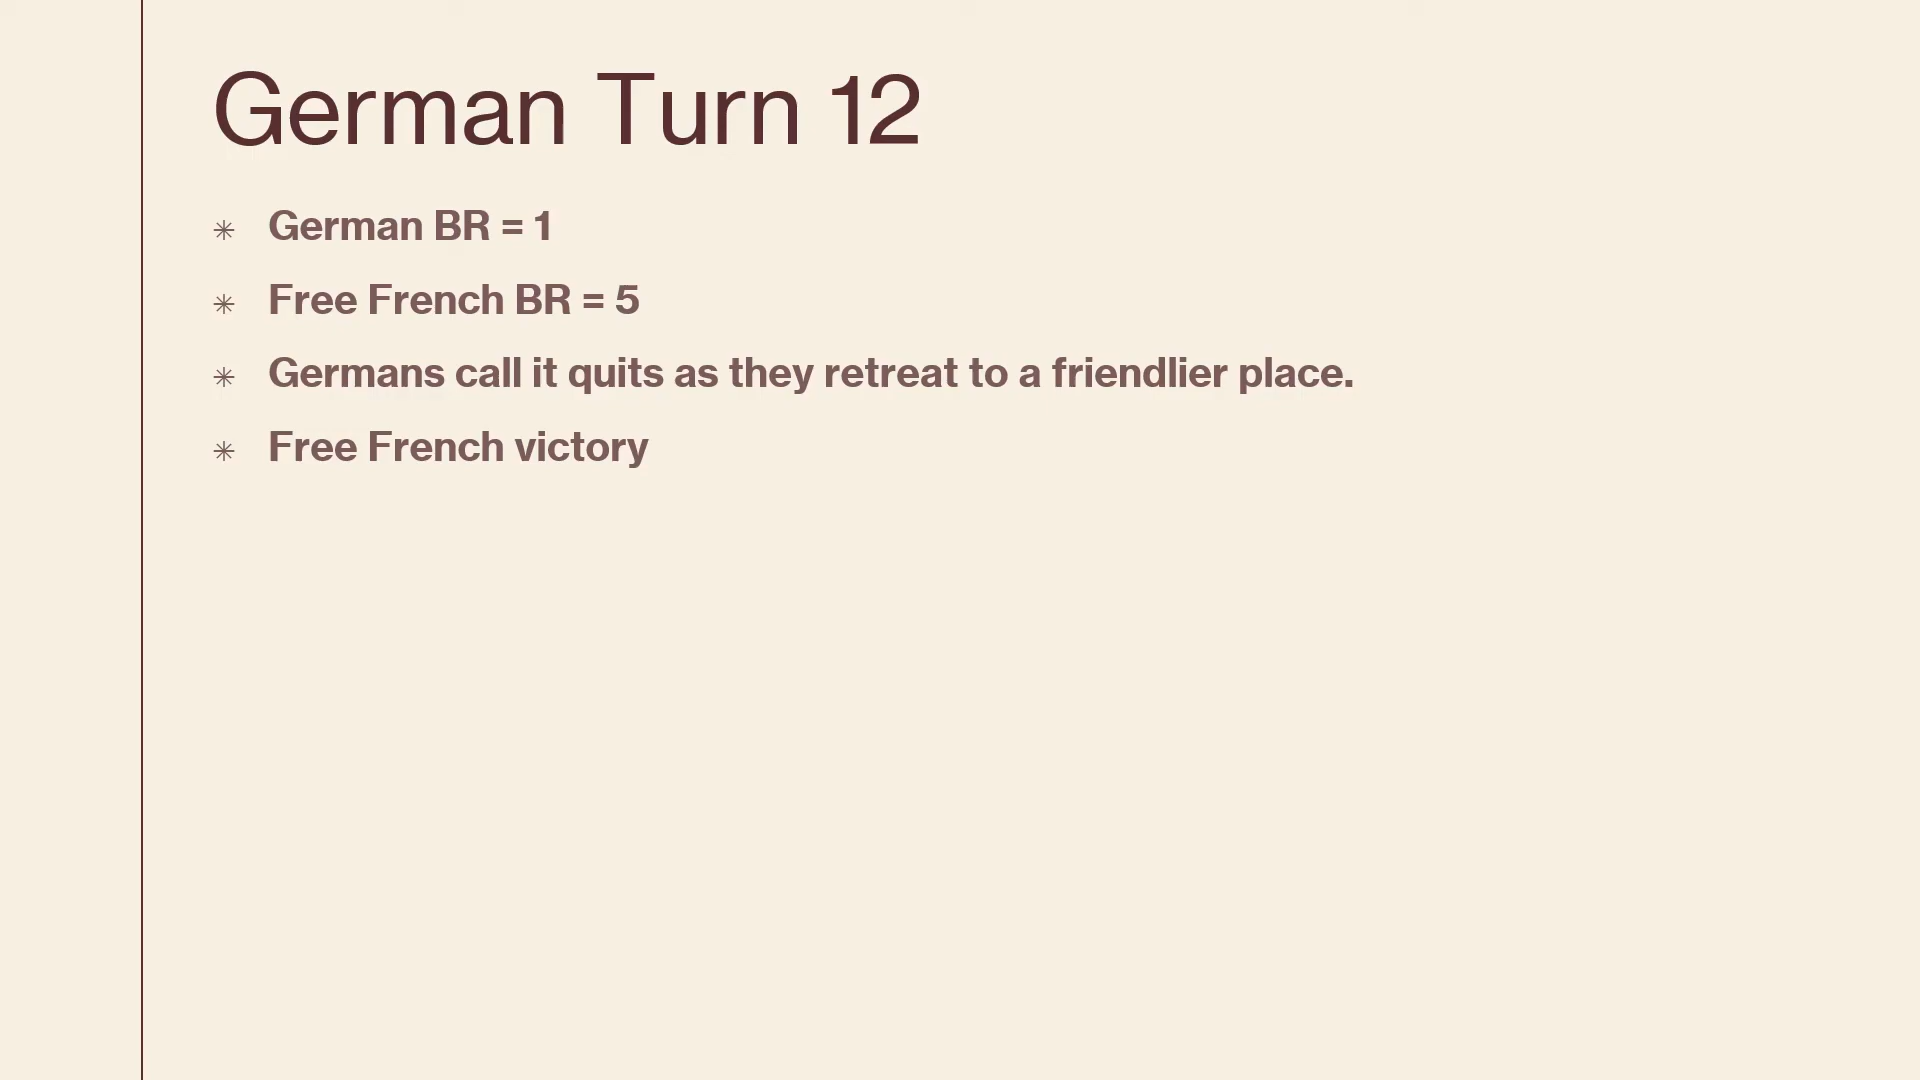 German Turn 12
✳ German BR = 1
✳ Free French BR = 5
✳ Germans call it quits as they retreat to a friendlier place.
✳ Free French victory